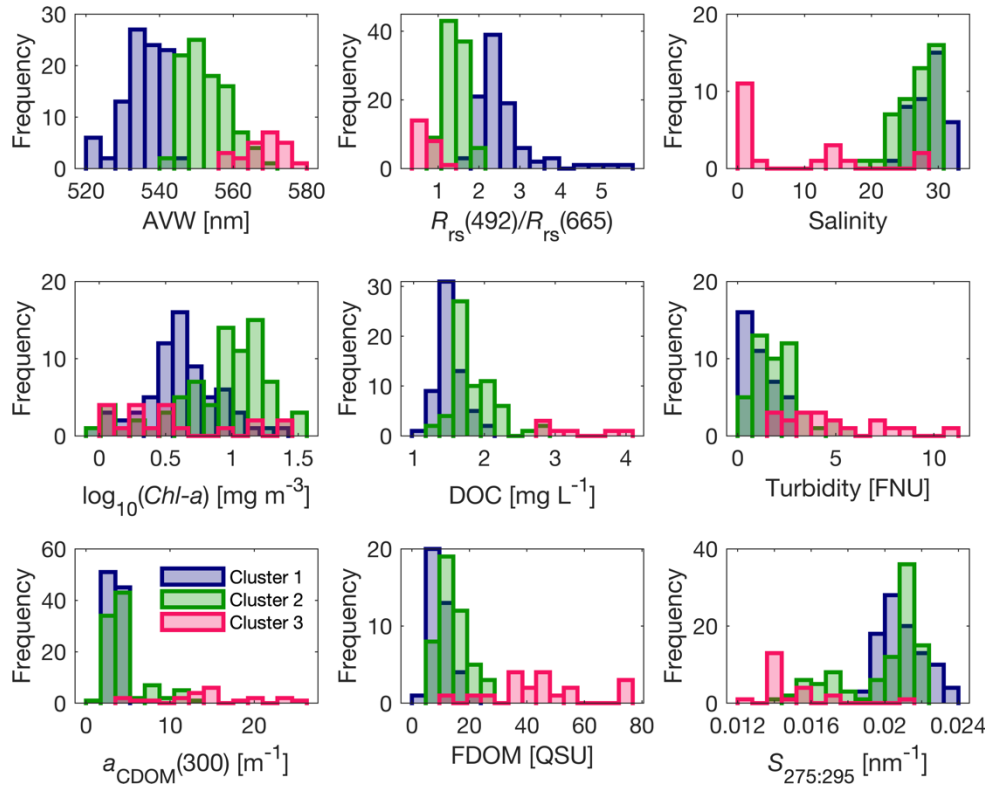 30
20
10
0
Frequency
520 540 560 580
AVW [nm]
40
20
0
Frequency
1 2 3 4 5
Rrs(492)/Rrs(665)
20
10
0
Frequency
0 10 20 30
Salinity
20
10
0
Frequency
0 0.5 1 1.5
log10(Chl-a) [mg m−3]
30
20
10
0
Frequency
1 2 3 4
DOC [mg L−1]
20
10
0
Frequency
0 5 10
Turbidity [FNU]
60
40
20
0
Frequency
Cluster 1
Cluster 2
Cluster 3
0 10 20
aCDOM(300) [m−1]
20
10
0
Frequency
0 20 40 60 80
FDOM [QSU]
40
20
0
Frequency
0.012 0.016 0.02 0.024
S275:295 [nm−1]